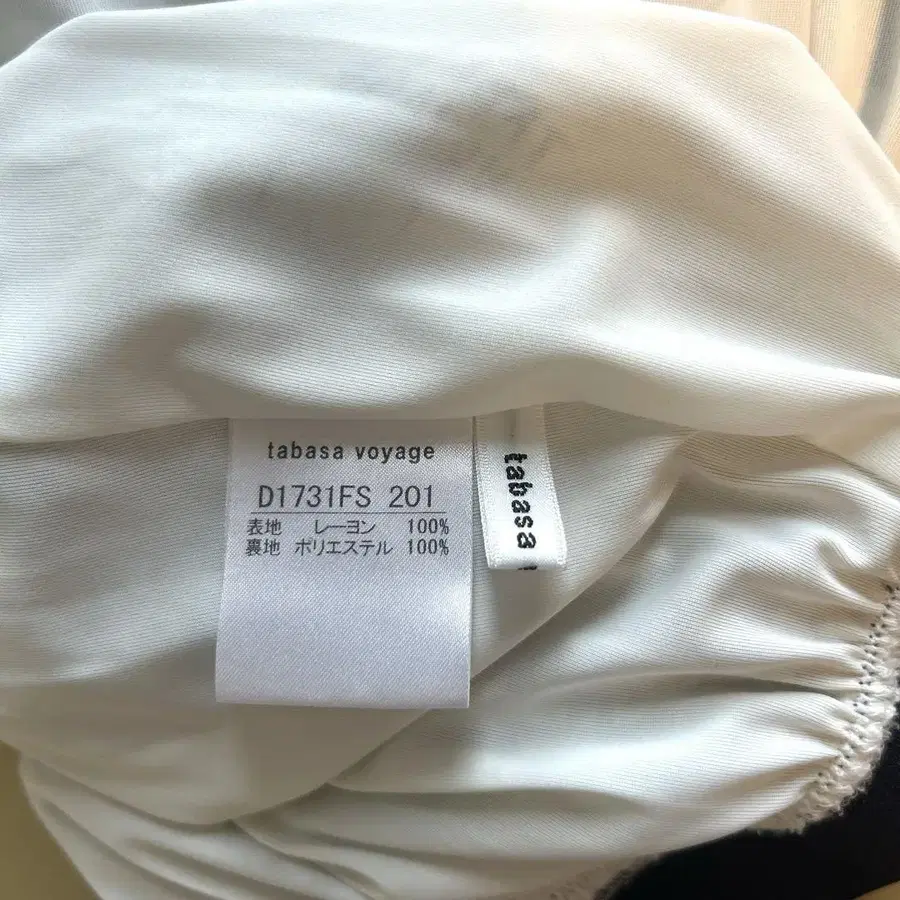 tabasa voyage
D1731FS 201
表地 レーヨン 100%
裏地 ポリエステル 100%
tabasa